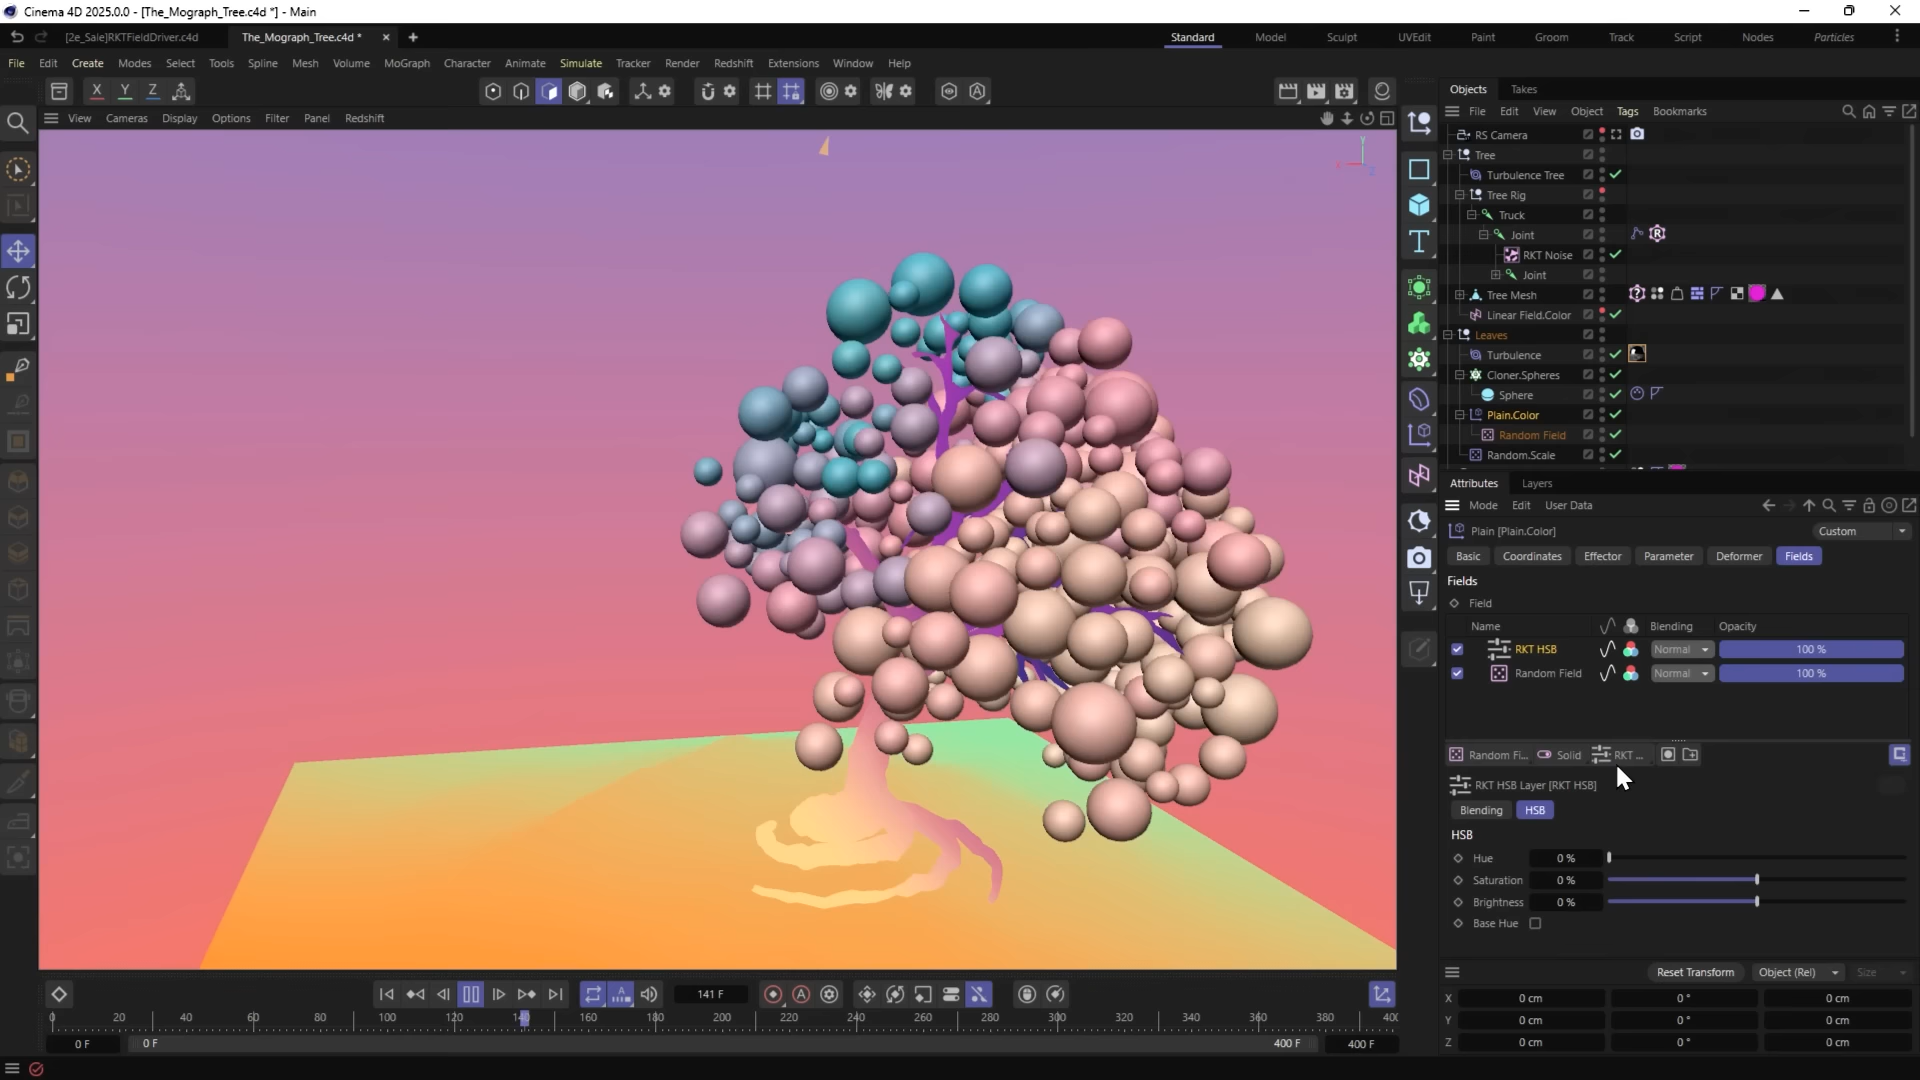 Cinema 4D 2025.0.0 - [The_Mograph_Tree.c4d *] - Main
[2e_Sale]RKTFieldDriver.c4d
The_Mograph_Tree.c4d *
Standard Model Sculpt UVEdit Paint Groom Track Script Nodes Particles
File Edit Create Modes Select Tools Spline Mesh Volume MoGraph Character Animate Simulate Tracker Render Redshift Extensions Window Help
X Y Z
Objects Takes
View Cameras Display Options Filter Panel Redshift
File Edit View Object Tags Bookmarks
RS Camera
Tree
Turbulence Tree
Tree Rig
Truck
Joint
RKT Noise
Joint
Tree Mesh
Linear Field.Color
Leaves
Turbulence
Cloner.Spheres
Sphere
Plain.Color
Random Field
Random.Scale
Attributes Layers
Mode Edit User Data
Plain [Plain.Color]
Custom
Basic Coordinates Effector Parameter Deformer Fields
Fields
Field
Name Blending Opacity
RKT HSB Normal 100 %
Random Field Normal 100 %
Random Fi... Solid RKT ...
RKT HSB Layer [RKT HSB]
Blending HSB
HSB
Hue 0 %
Saturation 0 %
Brightness 0 %
Base Hue
Reset Transform Object (Rel) Size
X 0 cm 0 ° 0 cm
Y 0 cm 0 ° 0 cm
Z 0 cm 0 ° 0 cm
141 F
0 20 40 60 80 100 120 160 180 200 220 240 260 280 300 320 340 360 380 400
0 F 0 F 400 F 400 F